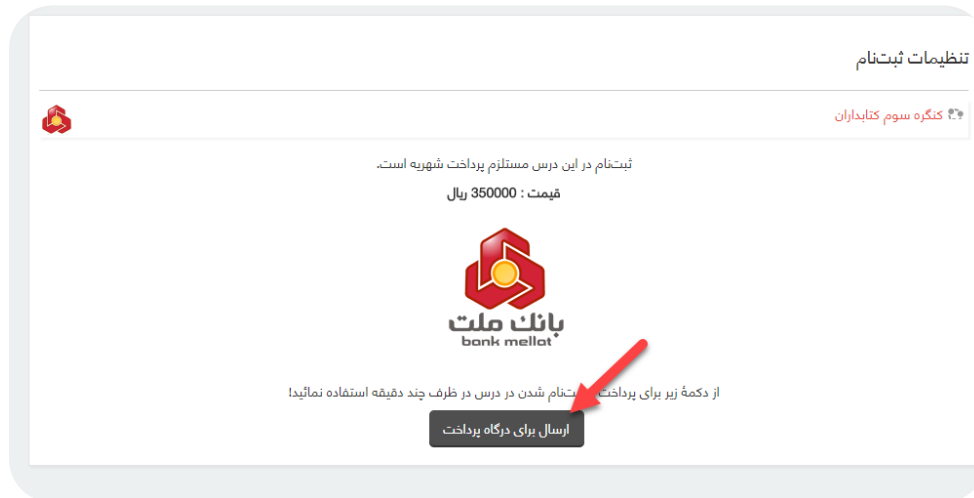 تنظیمات ثبت‌نام
کنگره سوم کتابداران
ثبت‌نام در این درس مستلزم پرداخت شهریه است.
قیمت : 350000 ریال
بانک ملت
bank mellat
از دکمهٔ زیر برای پرداخت شدن در درس در ظرف چند دقیقه استفاده نمائید!
ارسال برای درگاه پرداخت